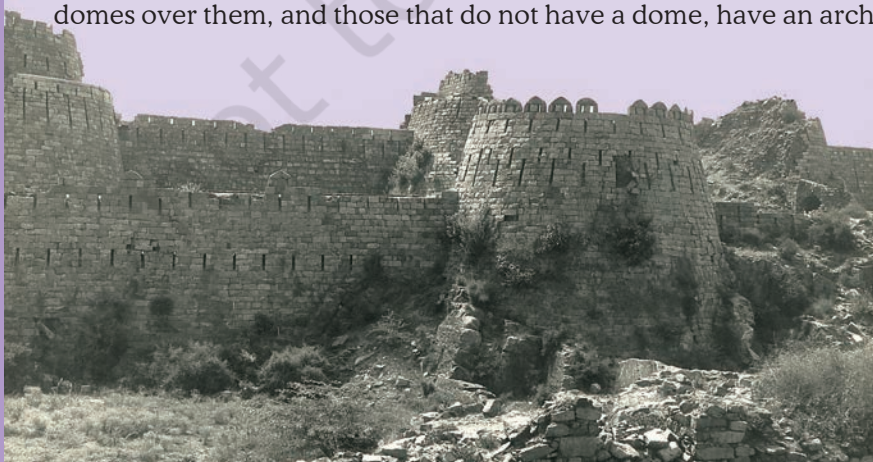 domes over them, and those that do not have a dome, have an arch